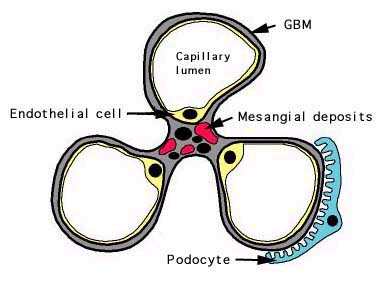 GBM
Capillary
lumen
Endothelial cell
Mesangial deposits
Podocyte